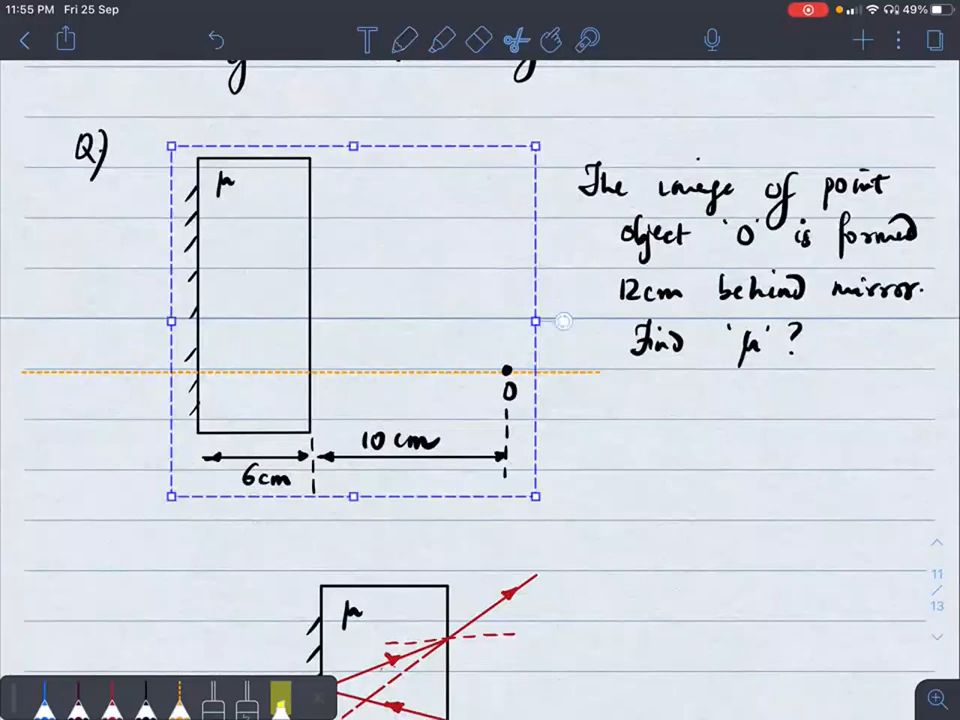 11:55 PM Fri 25 Sep
49%
T
Q)
μ
The image of point
object 'O' is formed
12cm behind mirror.
Find 'μ' ?
O
10 cm
6cm
11
/
13
μ